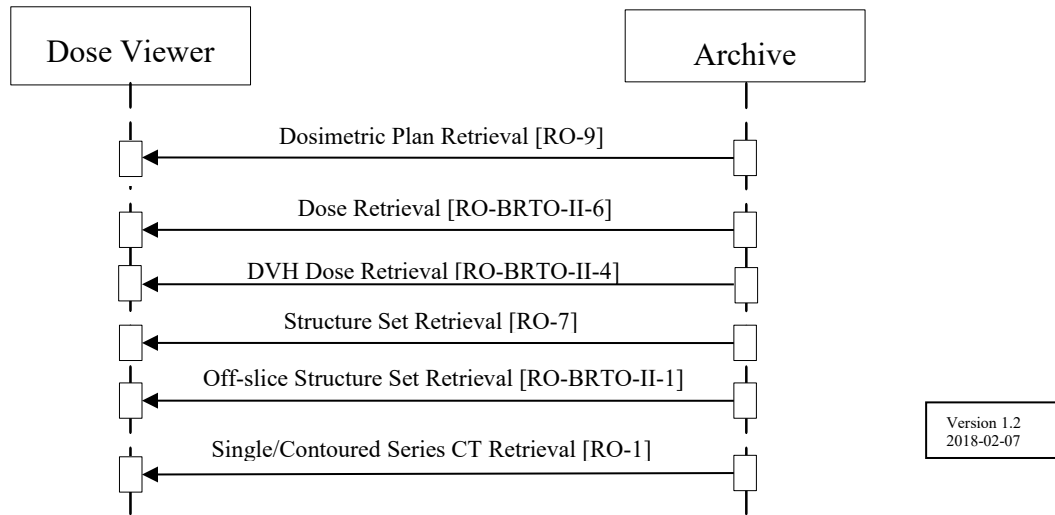 Dose Viewer
Archive
Dosimetric Plan Retrieval [RO-9]
Dose Retrieval [RO-BRTO-II-6]
DVH Dose Retrieval [RO-BRTO-II-4]
Structure Set Retrieval [RO-7]
Off-slice Structure Set Retrieval [RO-BRTO-II-1]
Single/Contoured Series CT Retrieval [RO-1]
Version 1.2
2018-02-07